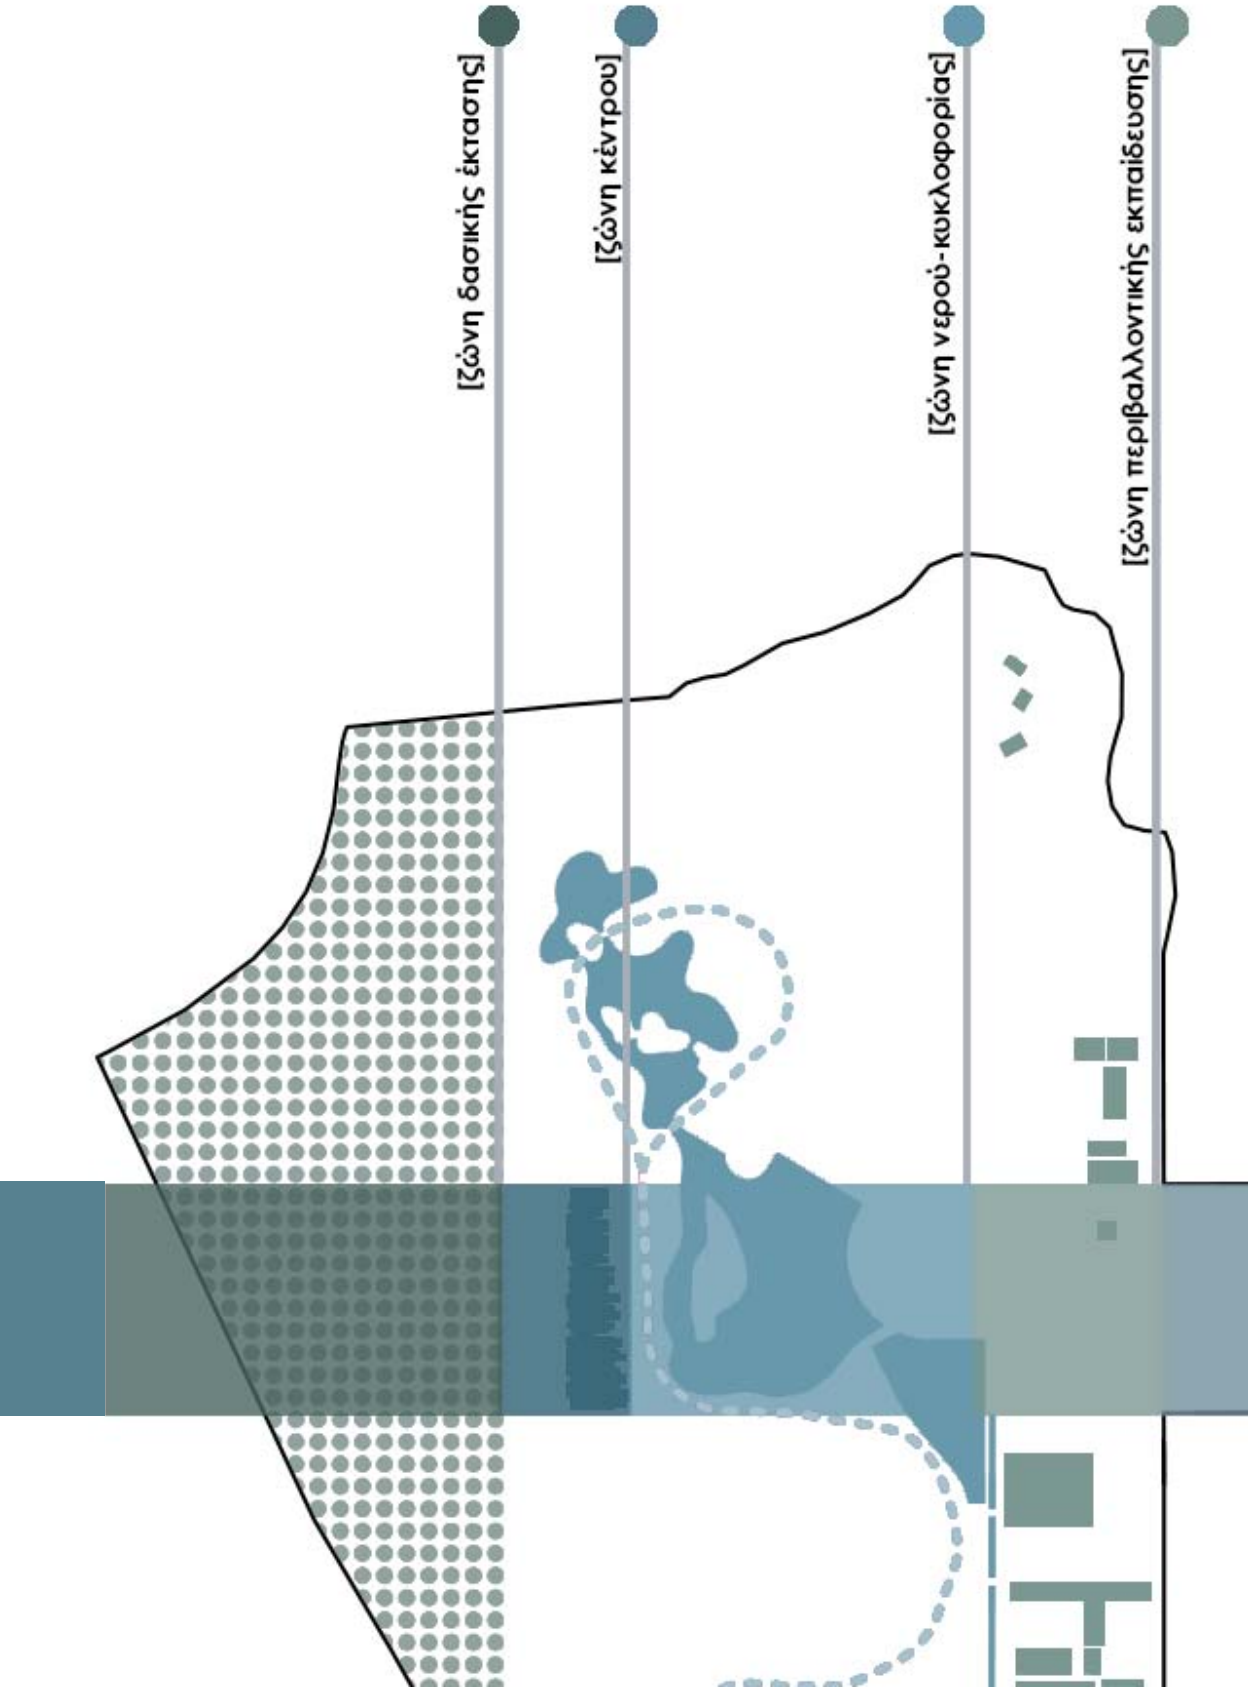 [ζώνη δασικής έκτασης]
[ζώνη κέντρου]
[ζώνη νερού-κυκλοφορίας]
[ζώνη περιβαλλοντικής εκπαίδευσης]